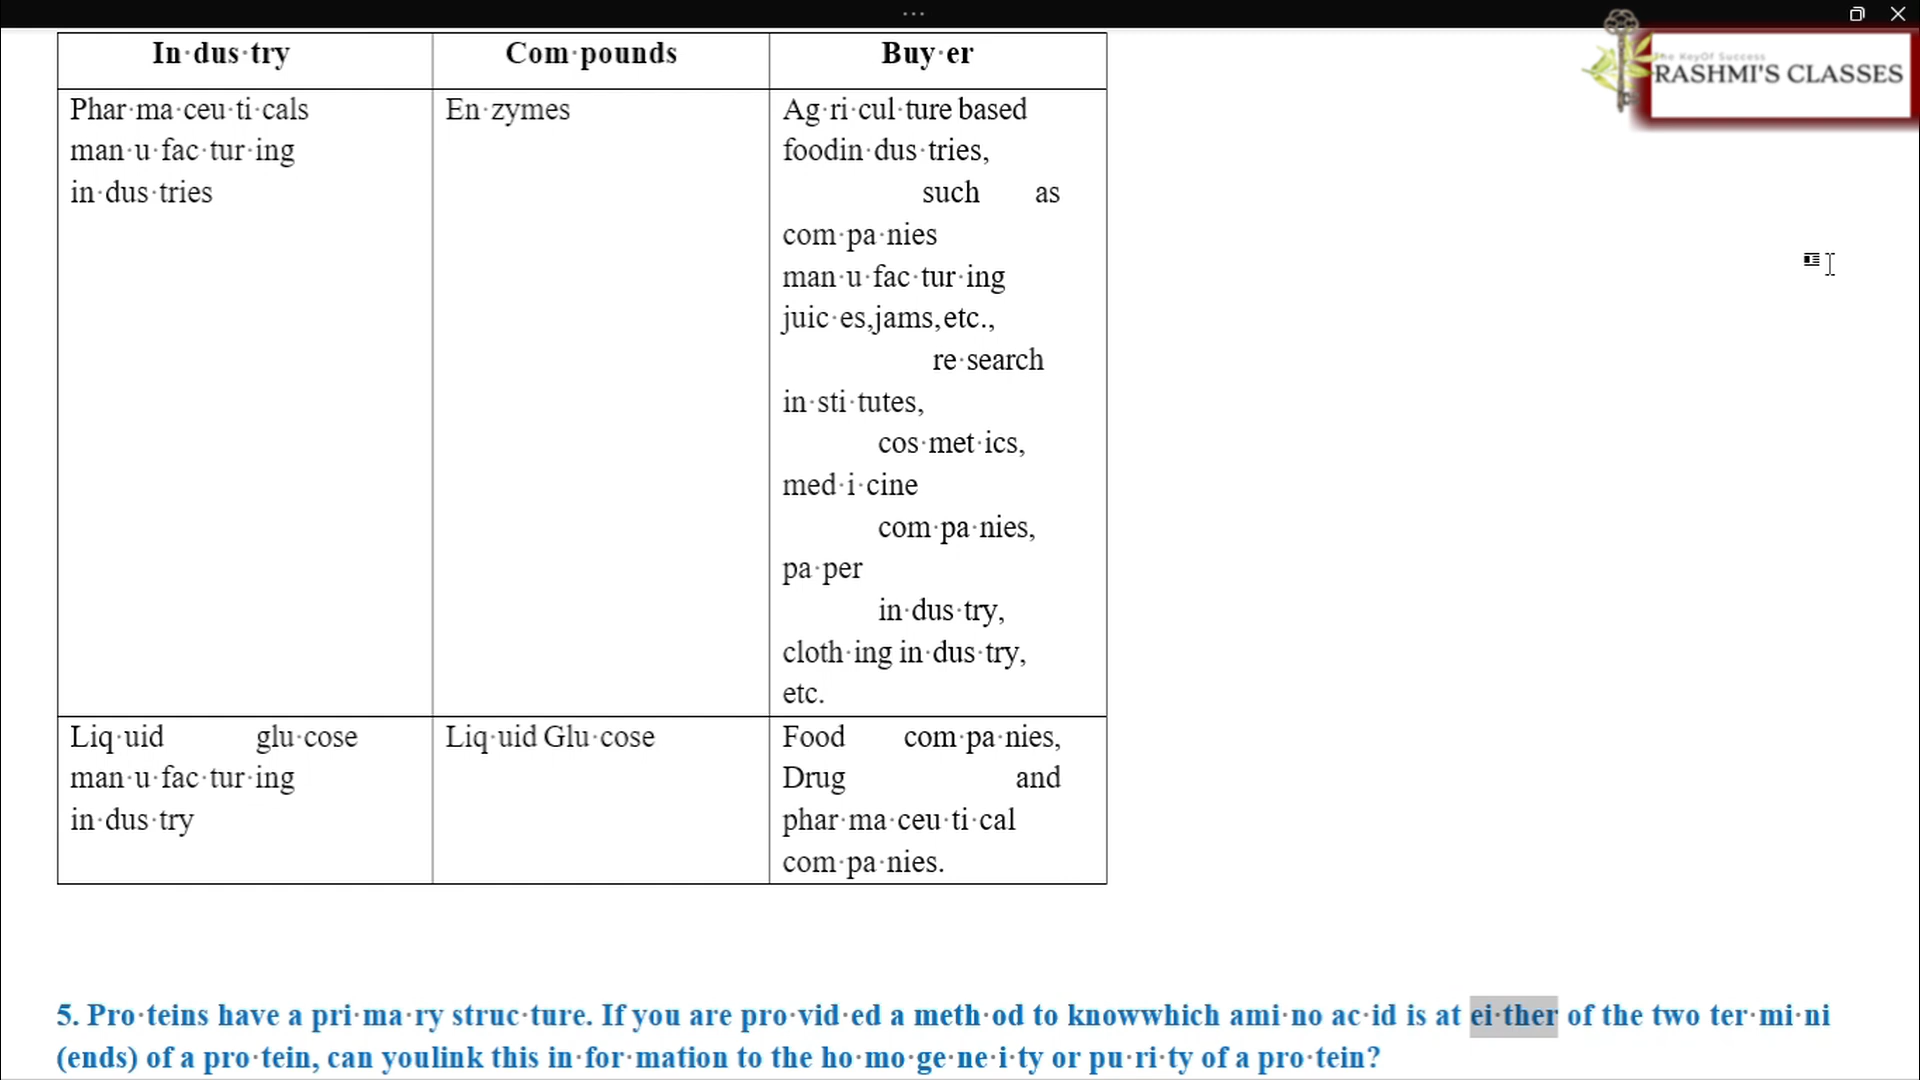 The KeyOf Success
RASHMI'S CLASSES
In·dus·try Com·pounds Buy·er
Phar·ma·ceu·ti·cals En·zymes Ag·ri·cul·ture based
man·u·fac·tur·ing foodin·dus·tries,
in·dus·tries such as
com·pa·nies
man·u·fac·tur·ing
juic·es,jams,etc.,
re·search
in·sti·tutes,
cos·met·ics,
med·i·cine
com·pa·nies,
pa·per
in·dus·try,
cloth·ing in·dus·try,
etc.
Liq·uid glu·cose Liq·uid Glu·cose Food com·pa·nies,
man·u·fac·tur·ing Drug and
in·dus·try phar·ma·ceu·ti·cal
com·pa·nies.
5. Pro·teins have a pri·ma·ry struc·ture. If you are pro·vid·ed a meth·od to knowwhich ami·no ac·id is at ei·ther of the two ter·mi·ni
(ends) of a pro·tein, can youlink this in·for·mation to the ho·mo·ge·ne·i·ty or pu·ri·ty of a pro·tein?